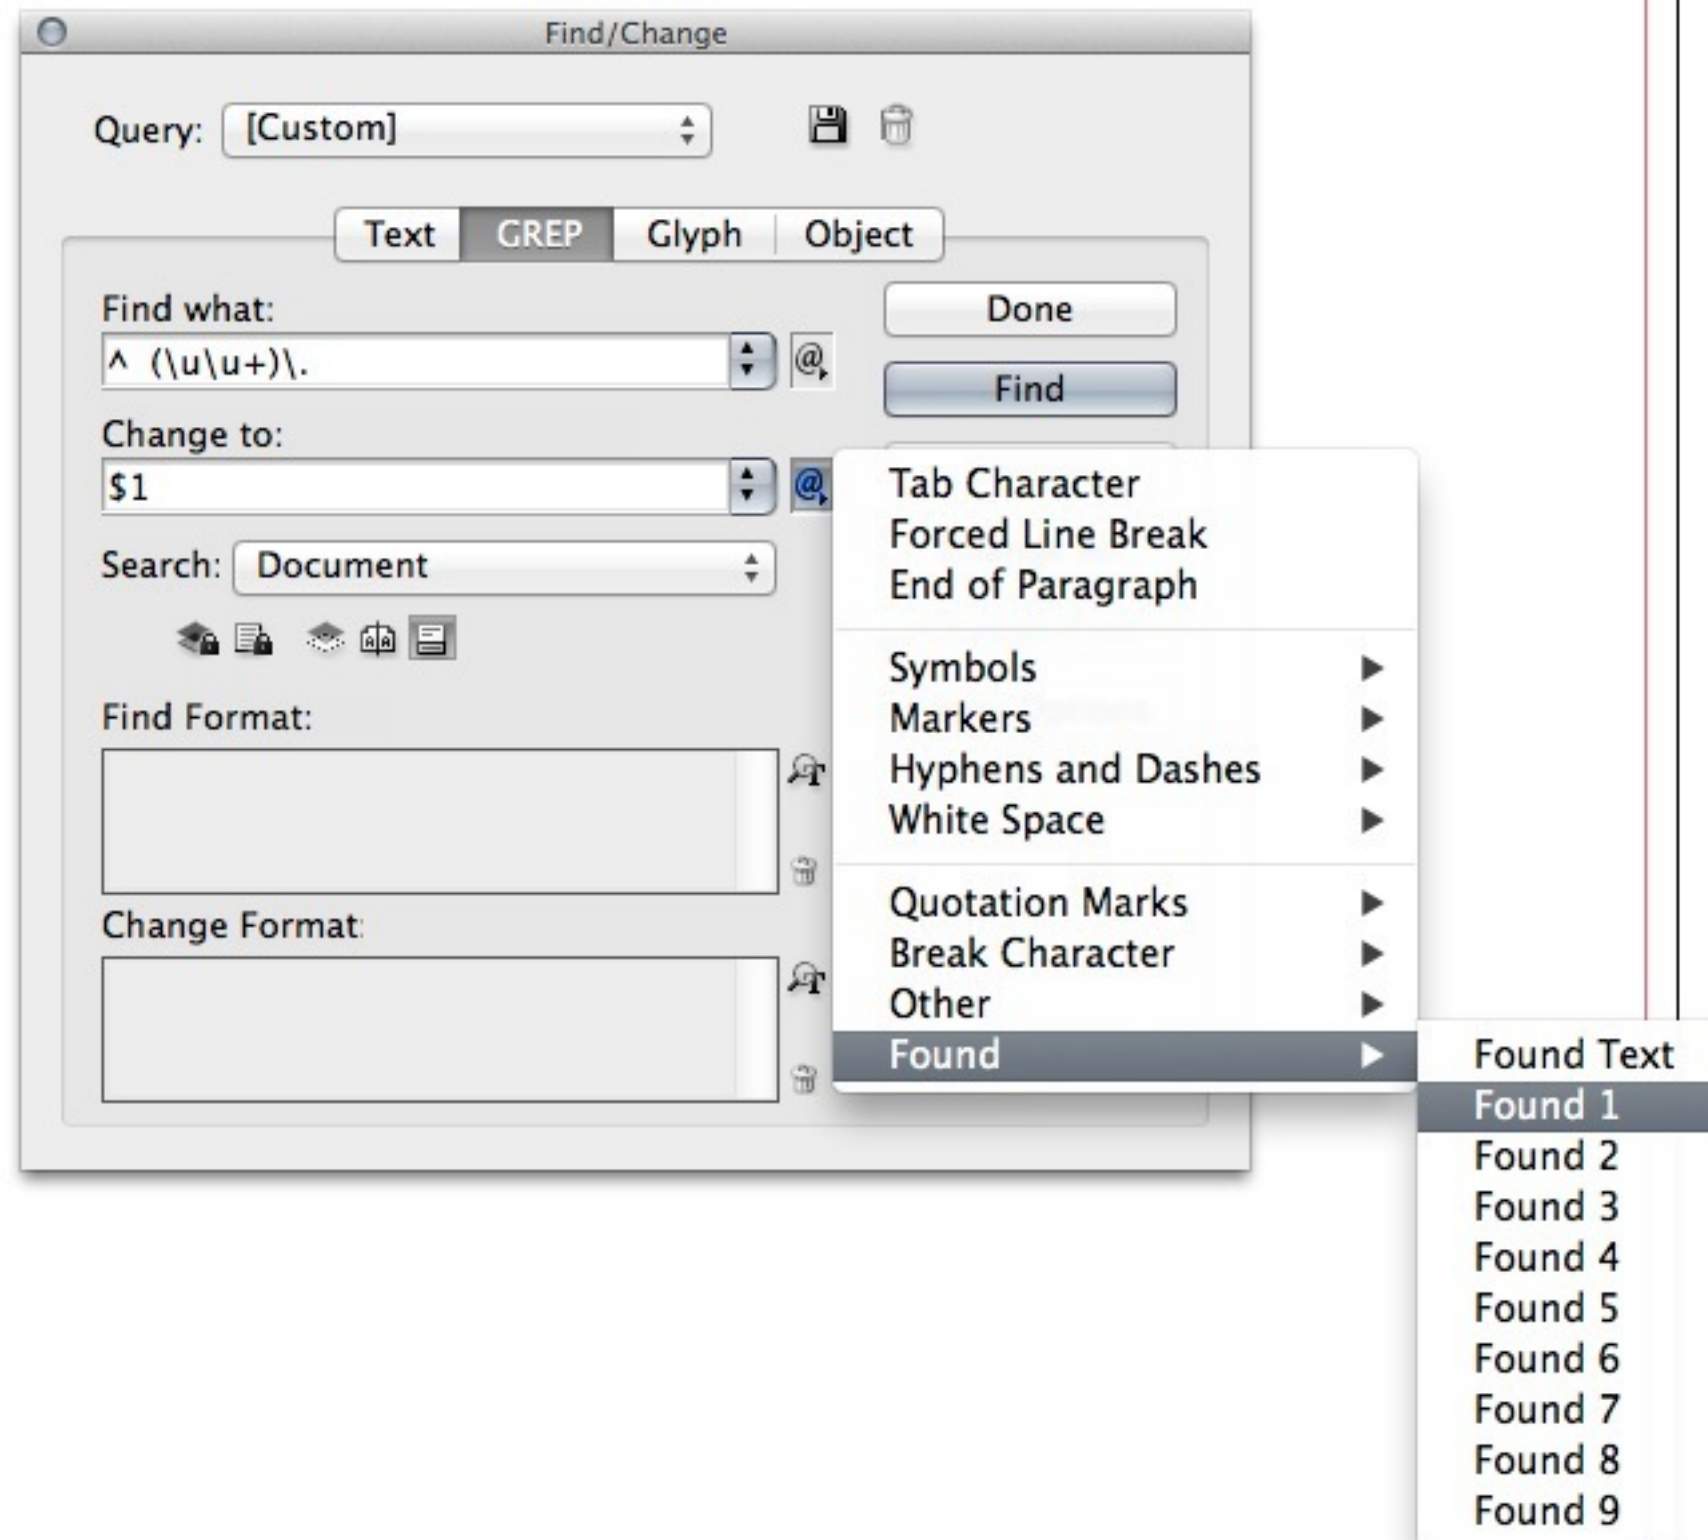 Find/Change
Query: [Custom]
Text GREP Glyph Object
Find what:
^ (\u\u+)\.
@
Done
Find
Change to:
$1
@
Search: Document
Find Format:
Change Format:
Tab Character
Forced Line Break
End of Paragraph
Symbols
Markers
Hyphens and Dashes
White Space
Quotation Marks
Break Character
Other
Found
Found Text
Found 1
Found 2
Found 3
Found 4
Found 5
Found 6
Found 7
Found 8
Found 9